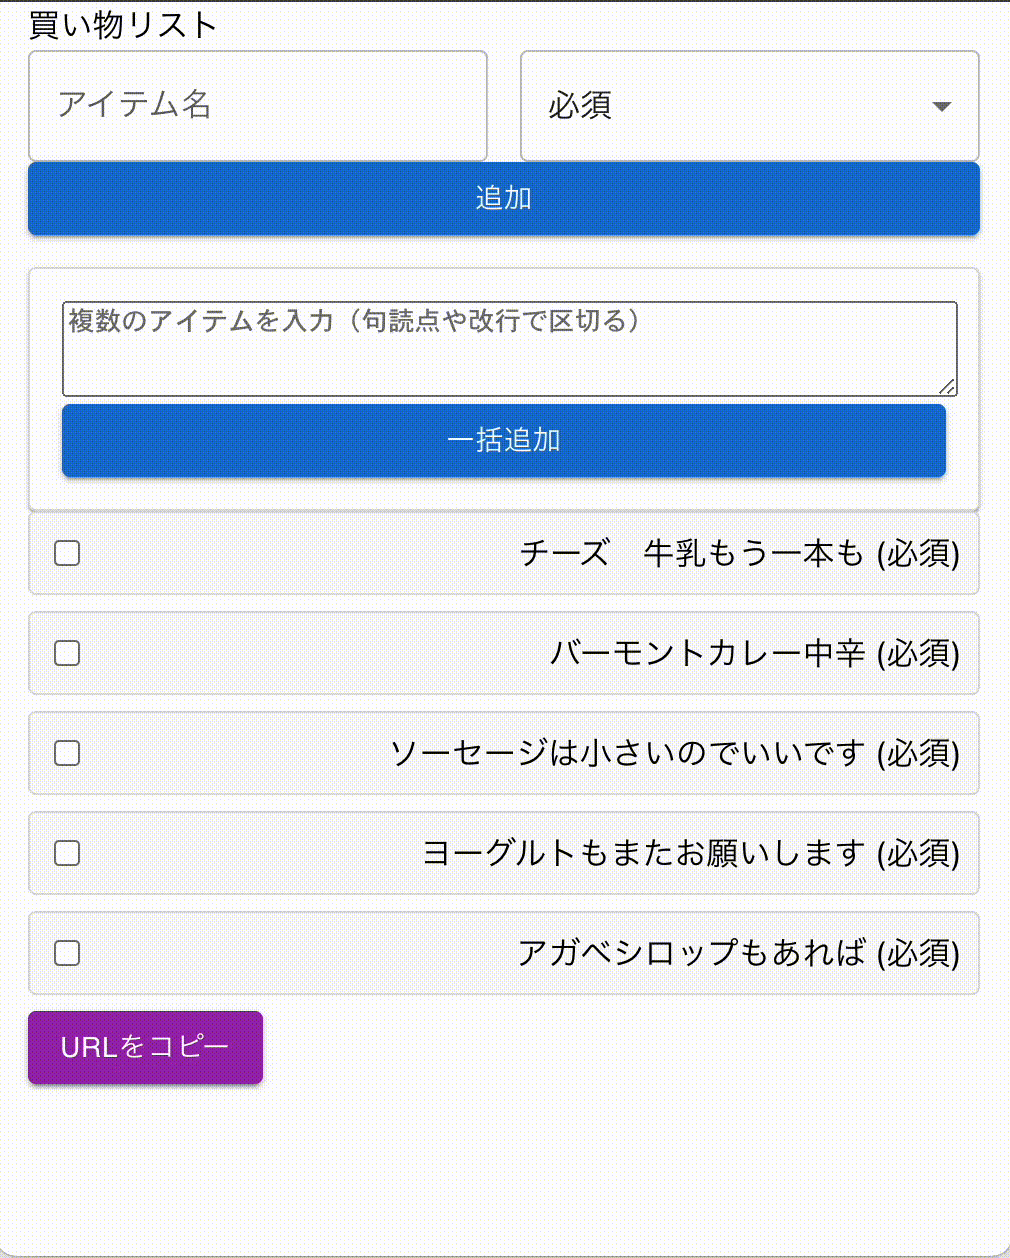 買い物リスト
アイテム名
必須
追加
複数のアイテムを入力（句読点や改行で区切る）
一括追加
チーズ　牛乳もう一本も (必須)
バーモントカレー中辛 (必須)
ソーセージは小さいのでいいです (必須)
ヨーグルトもまたお願いします (必須)
アガベシロップもあれば (必須)
URLをコピー